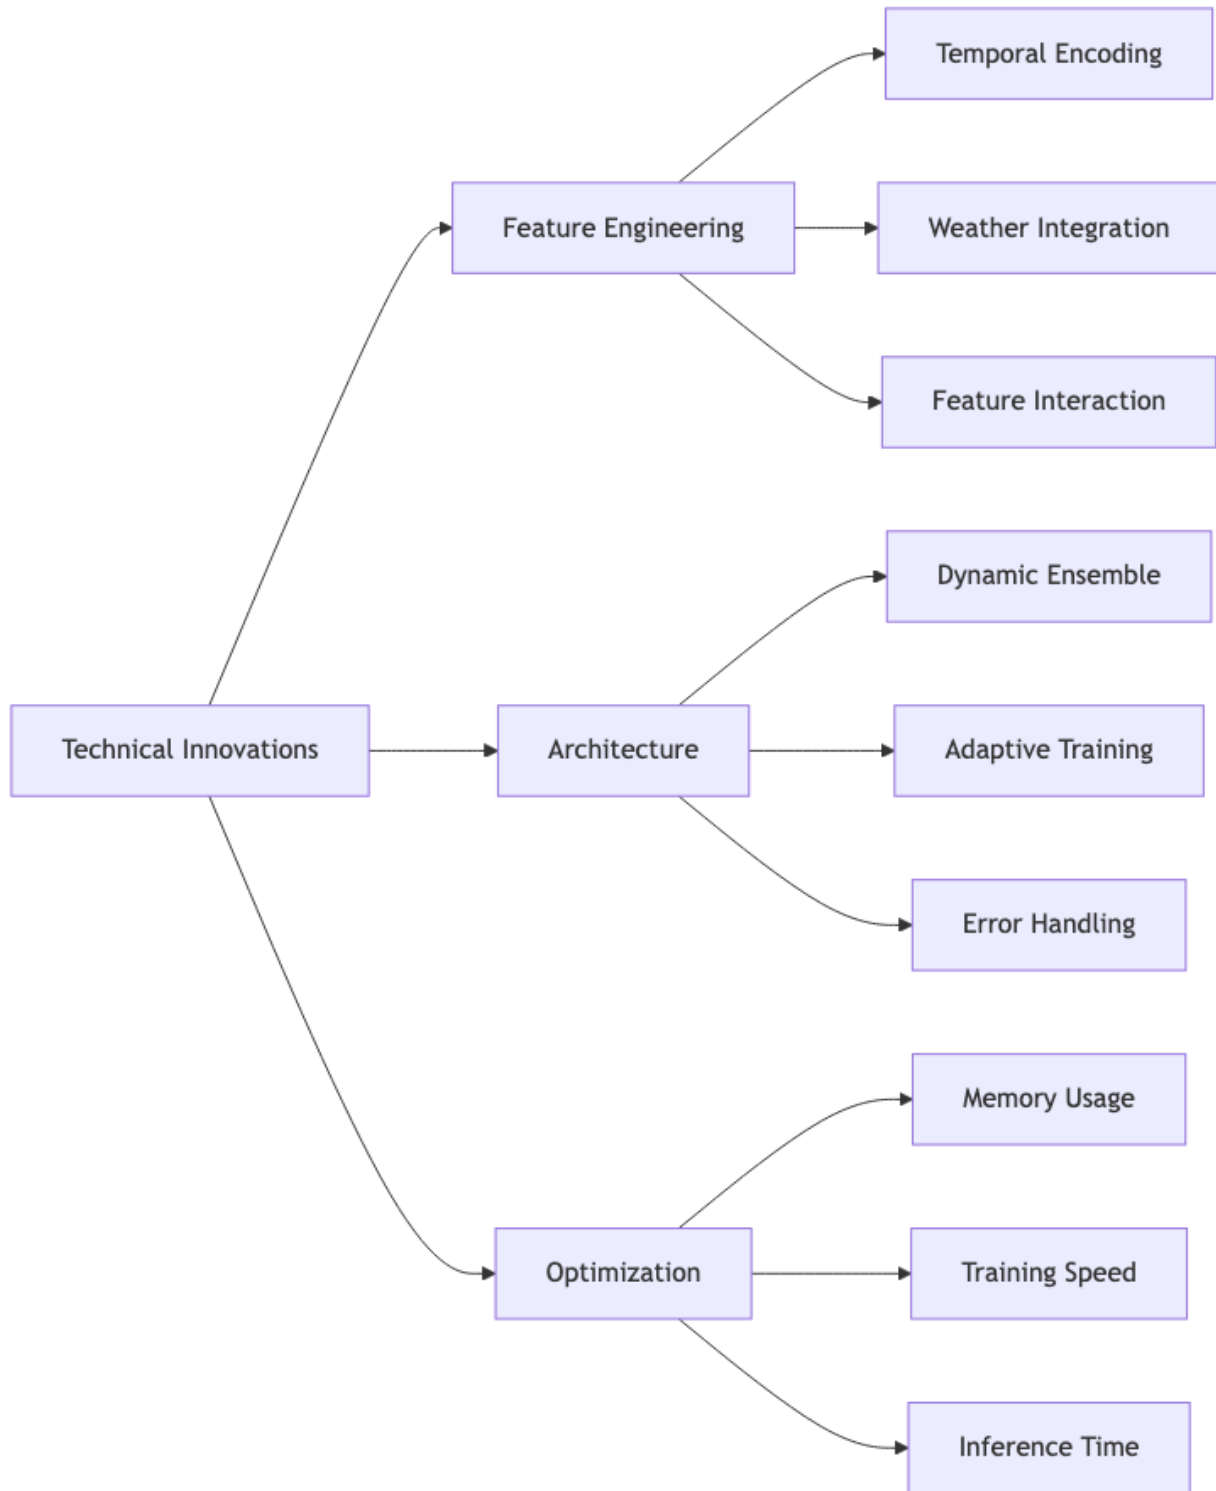 Technical Innovations
Feature Engineering
Temporal Encoding
Weather Integration
Feature Interaction
Architecture
Dynamic Ensemble
Adaptive Training
Error Handling
Optimization
Memory Usage
Training Speed
Inference Time